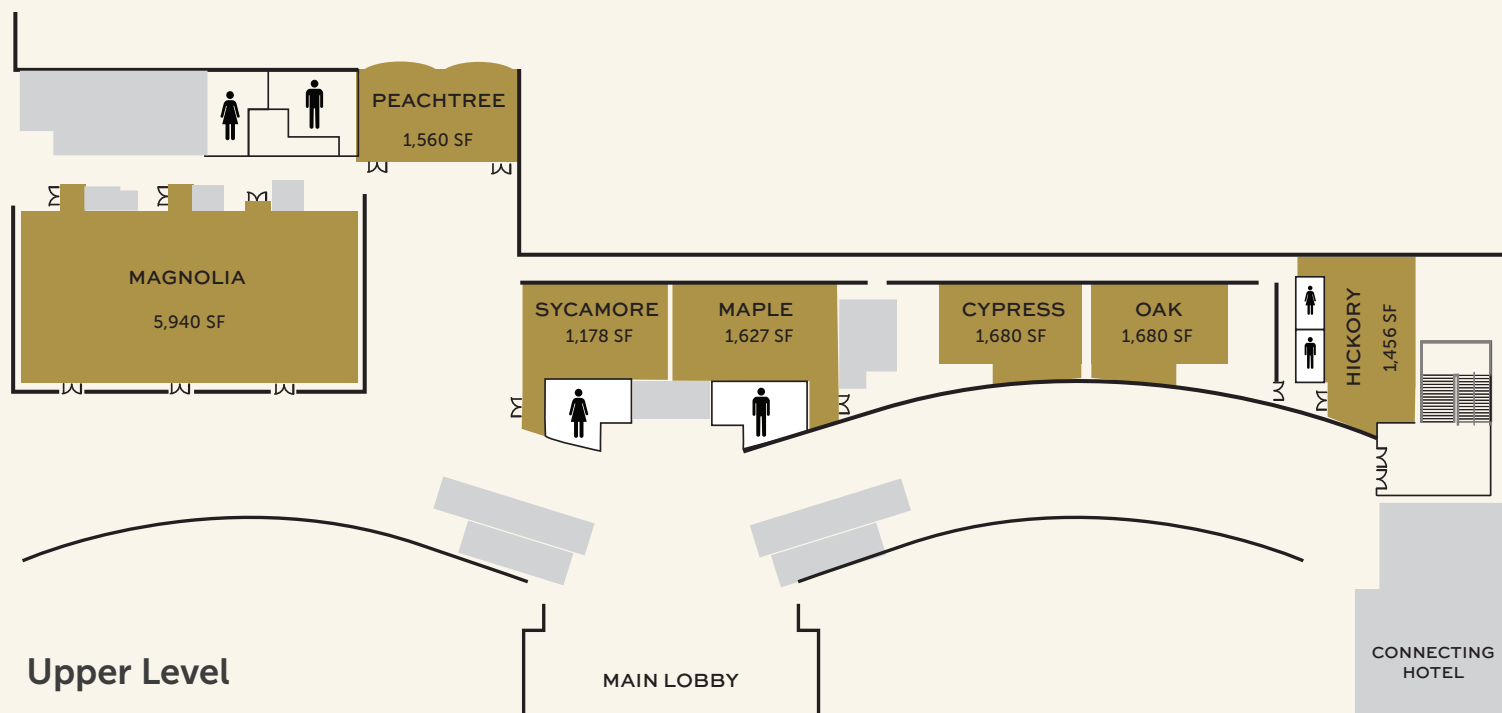 PEACHTREE
1,560 SF
MAGNOLIA
5,940 SF
SYCAMORE
1,178 SF
MAPLE
1,627 SF
CYPRESS
1,680 SF
OAK
1,680 SF
HICKORY
1,456 SF
Upper Level
MAIN LOBBY
CONNECTING
HOTEL